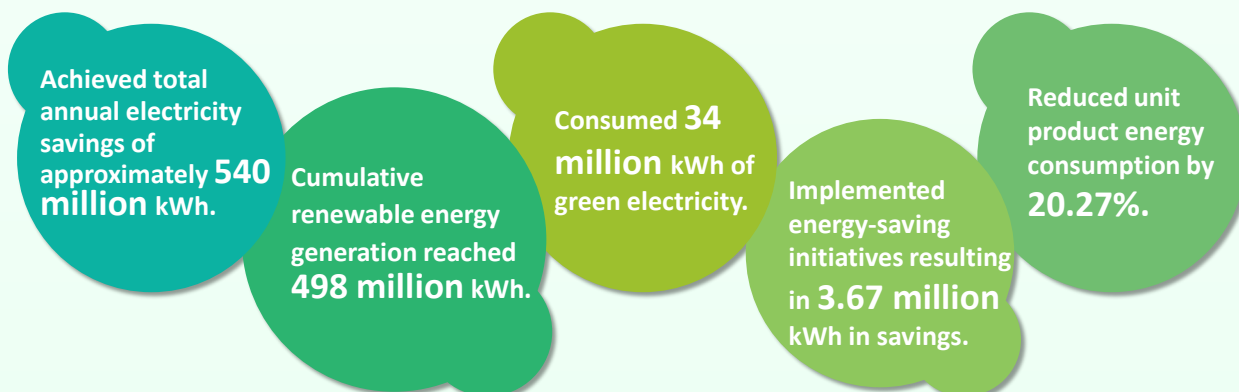 Achieved total
annual electricity
savings of
approximately 540
million kWh.
Cumulative
renewable energy
generation reached
498 million kWh.
Consumed 34
million kWh of
green electricity.
Implemented
energy-saving
initiatives resulting
in 3.67 million
kWh in savings.
Reduced unit
product energy
consumption by
20.27%.